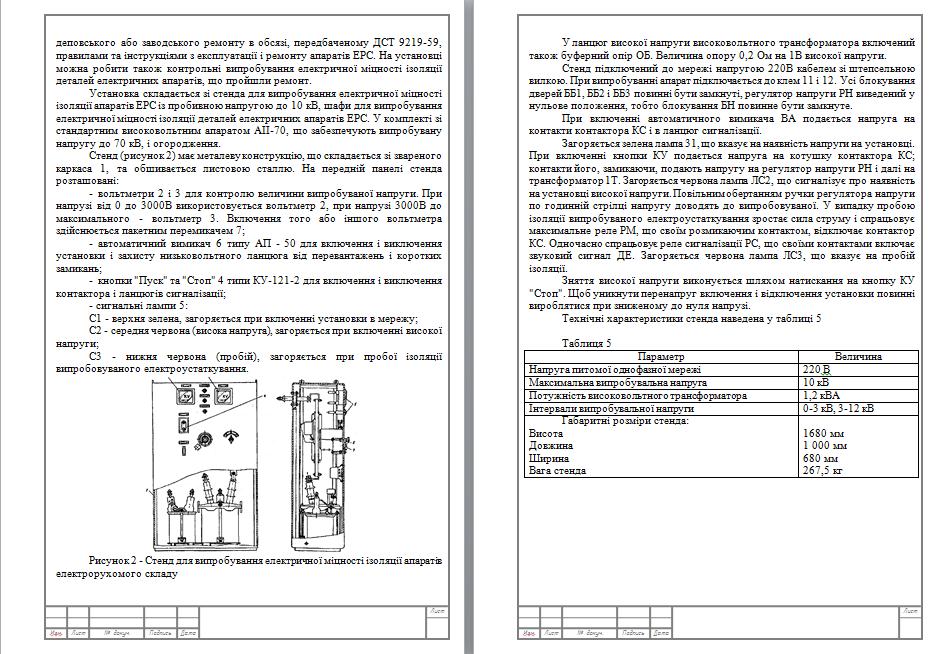 деповського або заводського ремонту в обсязі, передбаченому ДСТ 9219-59,
правилами та інструкціями з експлуатації і ремонту апаратів ЕРС. На установці
можна робити також контрольні випробування електричної міцності ізоляції
деталей електричних апаратів, що пройшли ремонт.
Установка складається зі стенда для випробування електричної міцності
ізоляції апаратів ЕРС із пробивною напругою до 10 кВ, шафи для випробування
електричної міцності ізоляції деталей електричних апаратів ЕРС. У комплекті зі
стандартним високовольтним апаратом АІІ-70, що забезпечують випробувану
напругу до 70 кВ, і огородження.
Стенд (рисунок 2) має металеву конструкцію, що складається зі звареного
каркаса 1, та обшивається листовою сталлю. На передній панелі стенда
розташовані:
- вольтметри 2 і 3 для контролю величини випробуваної напруги. При
напрузі від 0 до 3000В використовується вольтметр 2, при напрузі 3000В до
максимального - вольтметр 3. Включення того або іншого вольтметра
здійснюється пакетним перемикачем 7;
- автоматичний вимикач 6 типу АП - 50 для включення і виключення
установки і захисту низьковольтного ланцюга від перевантажень і коротких
замикань;
- кнопки "Пуск" та "Стоп" 4 типи КУ-121-2 для включення і виключення
контактора і ланцюгів сигналізації;
- сигнальні лампи 5:
С1 - верхня зелена, загоряється при включенні установки в мережу;
С2 - середня червона (висока напруга), загоряється при включенні високої
напруги;
С3 - нижня червона (пробій), загоряється при пробої ізоляції
випробовуваного електроустаткування.
Рисунок 2 - Стенд для випробування електричної міцності ізоляції апаратів
електрорухомого складу
Изм. Лист № докум. Подпись Дата
Лист
У ланцюг високої напруги високовольтного трансформатора включений
також буферний опір ОБ. Величина опору 0,2 Ом на 1В високої напруги.
Стенд підключений до мережі напругою 220В кабелем зі штепсельною
вилкою. При випробуванні апарат підключається до клем 11 і 12. Усі блокування
дверей ББ1, ББ2 і ББ3 повинні бути замкнуті, регулятор напруги РН виведений у
нульове положення, тобто блокування БН повинне бути замкнуте.
При включенні автоматичного вимикача ВА подається напруга на
контакти контактора КС і в ланцюг сигналізації.
Загоряється зелена лампа 31, що вказує на наявність напруги на установці.
При включенні кнопки КУ подається напруга на котушку контактора КС;
контакти його, замикаючи, подають напругу на регулятор напруги РН і далі на
трансформатор 1Т. Загоряється червона лампа ЛС2, що сигналізує про наявність
на установці високої напруги. Повільним обертанням ручки регулятора напруги
по годинній стрілці напругу доводять до випробовуваної. У випадку пробою
ізоляції випробуваного електроустаткування зростає сила струму і спрацьовує
максимальне реле РМ, що своїм розмикаючим контактом, відключає контактор
КС. Одночасно спрацьовує реле сигналізації РС, що своїми контактами включає
звуковий сигнал ДЕ. Загоряється червона лампа ЛС3, що вказує на пробій
ізоляції.
Зняття високої напруги виконується шляхом натискання на кнопку КУ
"Стоп". Щоб уникнути перенапруг включення і відключення установки повинні
вироблятися при зниженому до нуля напрузі.
Технічні характеристики стенда наведена у таблиці 5
Таблиця 5
Параметр Величина
Напруга питомої однофазної мережі 220 В
Максимальна випробувальна напруга 10 кВ
Потужність високовольтного трансформатора 1,2 кВА
Інтервали випробувальної напруги 0-3 кВ, 3-12 кВ
Габаритні розміри стенда:
Висота 1680 мм
Довжина 1 000 мм
Ширина 680 мм
Вага стенда 267,5 кг
Изм. Лист № докум. Подпись Дата
Лист